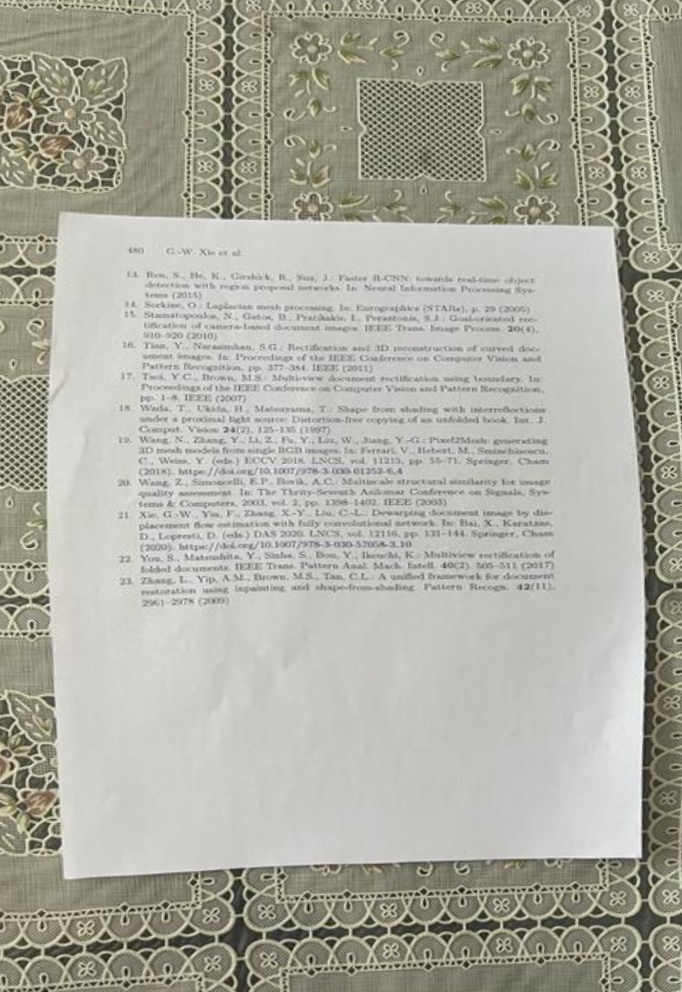 480 G.-W. Xie et al.
13. Ren, S., He, K., Girshick, R., Sun, J.: Faster R-CNN: towards real-time object
detection with region proposal networks. In: Neural Information Processing Sys-
tems (2015)
14. Sorkine, O.: Laplacian mesh processing. In: Eurographics (STARs), p. 29 (2005)
15. Stamatopoulos, N., Gatos, B., Pratikakis, I., Perantonis, S.J.: Goal-oriented rec-
tification of camera-based document images. IEEE Trans. Image Process. 20(4),
910–920 (2010)
16. Tian, Y., Narasimhan, S.G.: Rectification and 3D reconstruction of curved doc-
ument images. In: Proceedings of the IEEE Conference on Computer Vision and
Pattern Recognition, pp. 377–384. IEEE (2011)
17. Tsoi, Y.C., Brown, M.S.: Multi-view document rectification using boundary. In:
Proceedings of the IEEE Conference on Computer Vision and Pattern Recognition,
pp. 1–8. IEEE (2007)
18. Wada, T., Ukida, H., Matsuyama, T.: Shape from shading with interreflections
under a proximal light source: Distortion-free copying of an unfolded book. Int. J.
Comput. Vision 24(2), 125–135 (1997)
19. Wang, N., Zhang, Y., Li, Z., Fu, Y., Liu, W., Jiang, Y.-G.: Pixel2Mesh: generating
3D mesh models from single RGB images. In: Ferrari, V., Hebert, M., Sminchisescu,
C., Weiss, Y. (eds.) ECCV 2018. LNCS, vol. 11215, pp. 55–71. Springer, Cham
(2018). https://doi.org/10.1007/978-3-030-01252-6_4
20. Wang, Z., Simoncelli, E.P., Bovik, A.C.: Multiscale structural similarity for image
quality assessment. In: The Thrity-Seventh Asilomar Conference on Signals, Sys-
tems & Computers, 2003, vol. 2, pp. 1398–1402. IEEE (2003)
21. Xie, G.-W., Yin, F., Zhang, X.-Y., Liu, C.-L.: Dewarping document image by dis-
placement flow estimation with fully convolutional network. In: Bai, X., Karatzas,
D., Lopresti, D. (eds.) DAS 2020. LNCS, vol. 12116, pp. 131–144. Springer, Cham
(2020). https://doi.org/10.1007/978-3-030-57058-3_10
22. You, S., Matsushita, Y., Sinha, S., Bou, Y., Ikeuchi, K.: Multiview rectification of
folded documents. IEEE Trans. Pattern Anal. Mach. Intell. 40(2), 505–511 (2017)
23. Zhang, L., Yip, A.M., Brown, M.S., Tan, C.L.: A unified framework for document
restoration using inpainting and shape-from-shading. Pattern Recogn. 42(11),
2961–2978 (2009)